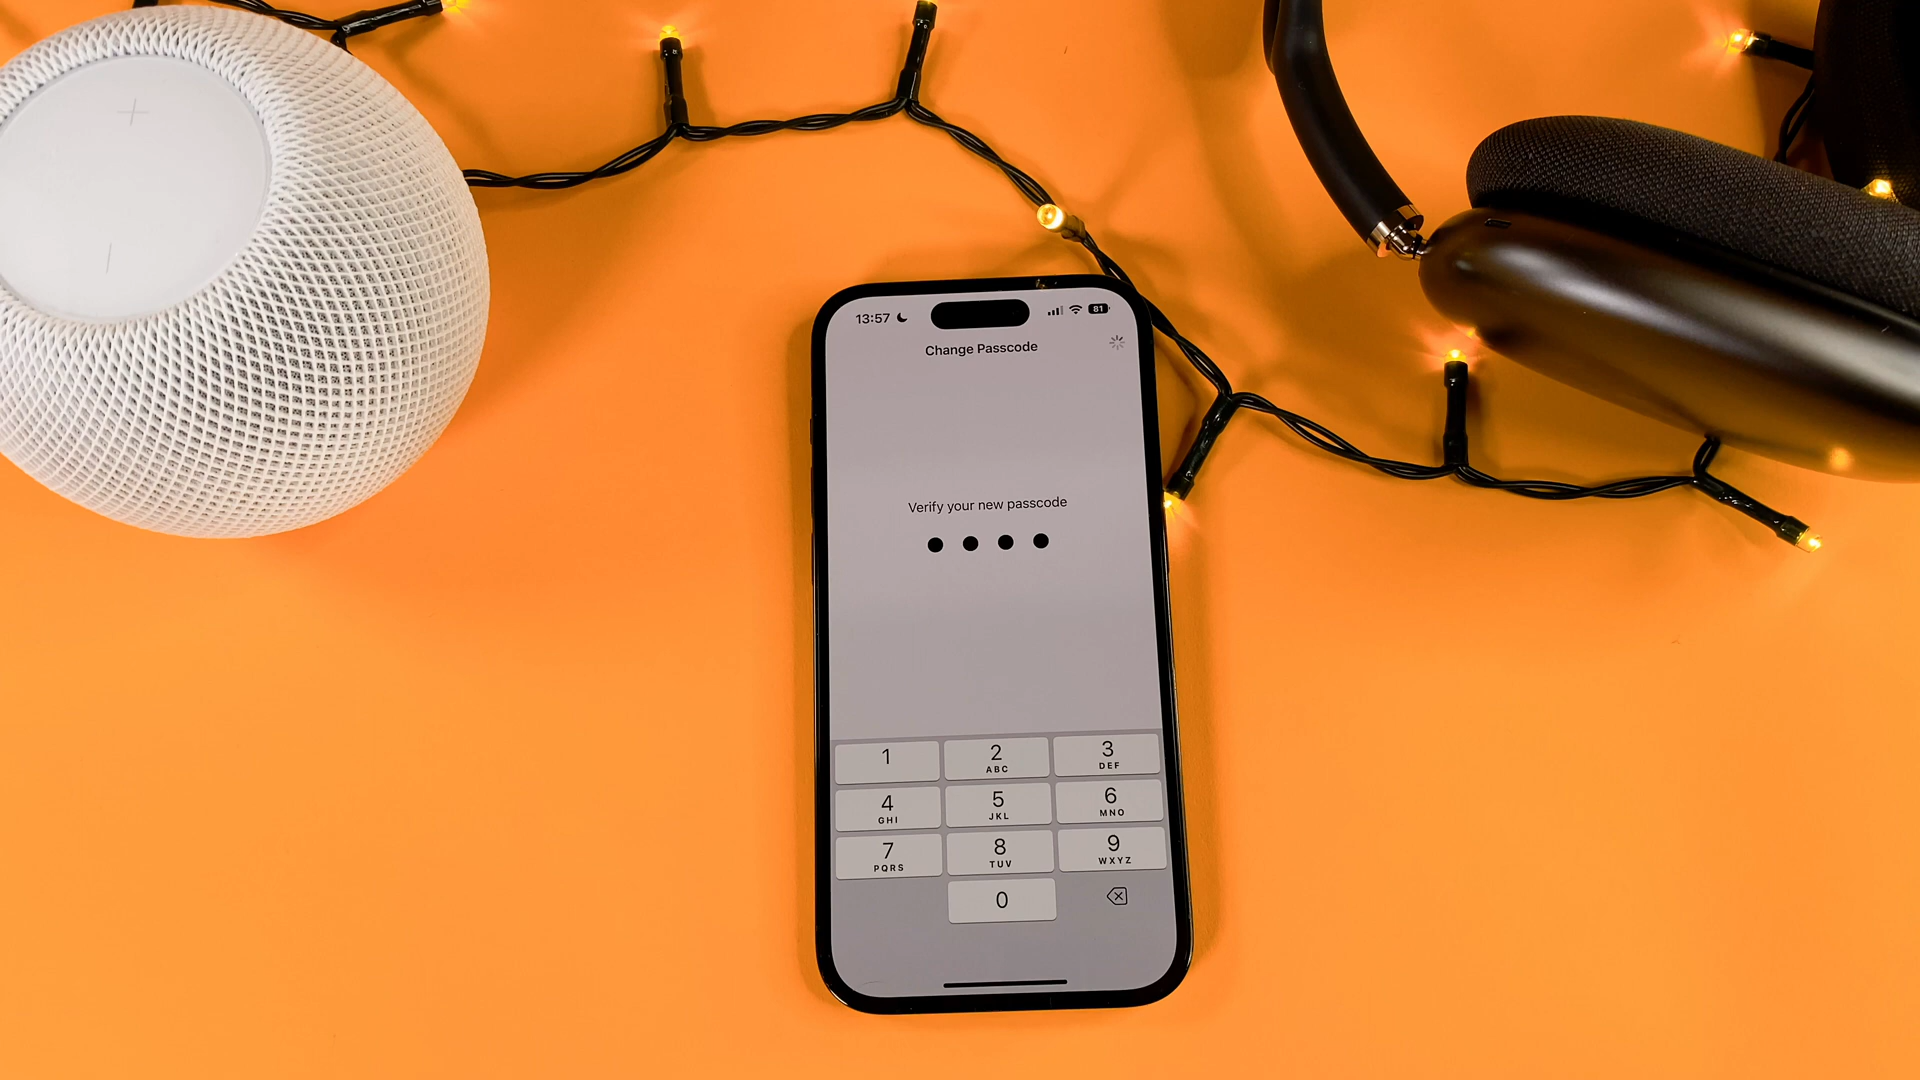 13:57 81
Change Passcode
Verify your new passcode
1 2 3
ABC DEF
4 5 6
GHI JKL MNO
7 8 9
PQRS TUV WXYZ
0